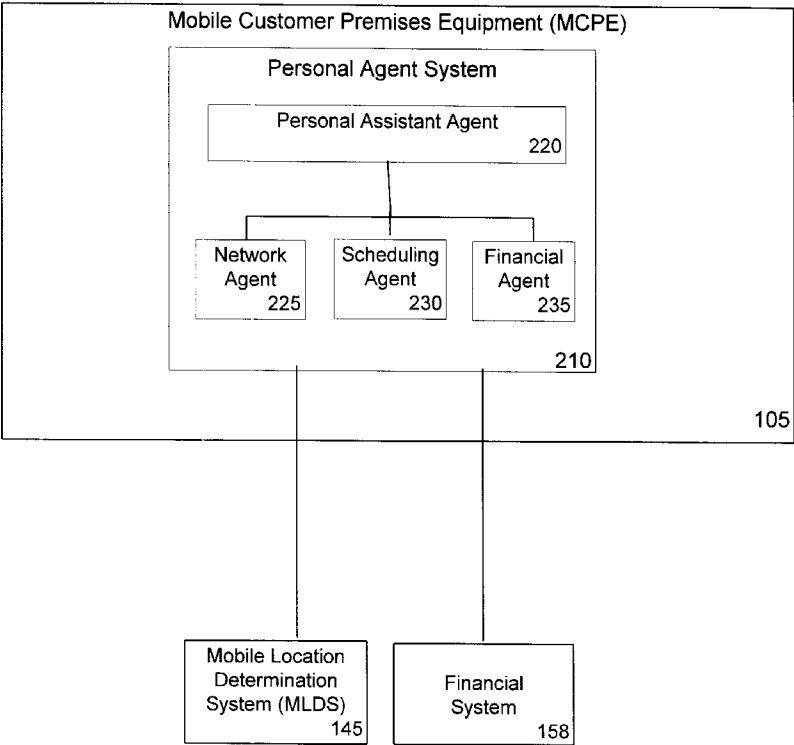 Mobile Customer Premises Equipment (MCPE)
Personal Agent System
Personal Assistant Agent
220
Network
Agent
225
Scheduling
Agent
230
Financial
Agent
235
210
105
Mobile Location
Determination
System (MLDS)
145
Financial
System
158